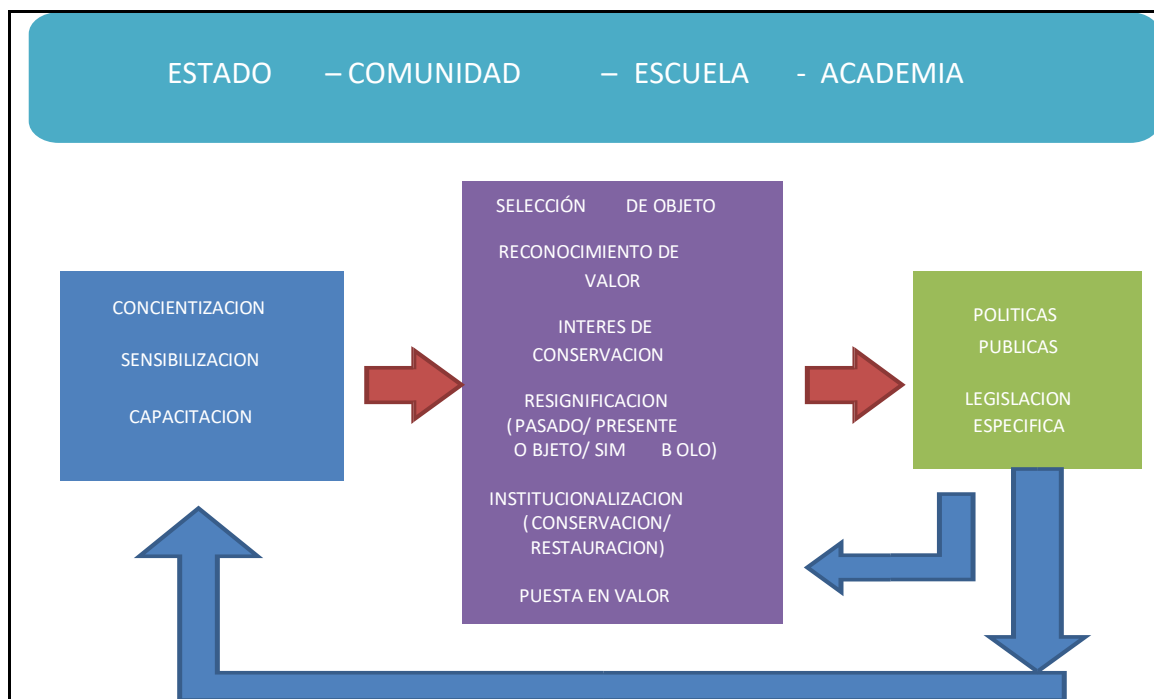 ESTADO – COMUNIDAD – ESCUELA - ACADEMIA
CONCIENTIZACION
SENSIBILIZACION
CAPACITACION
SELECCIÓN DE OBJETO
RECONOCIMIENTO DE
VALOR
INTERES DE
CONSERVACION
RESIGNIFICACION
( PASADO/ PRESENTE
O BJETO/ SIM B OLO)
INSTITUCIONALIZACION
( CONSERVACION/
RESTAURACION)
PUESTA EN VALOR
POLITICAS
PUBLICAS
LEGISLACION
ESPECIFICA